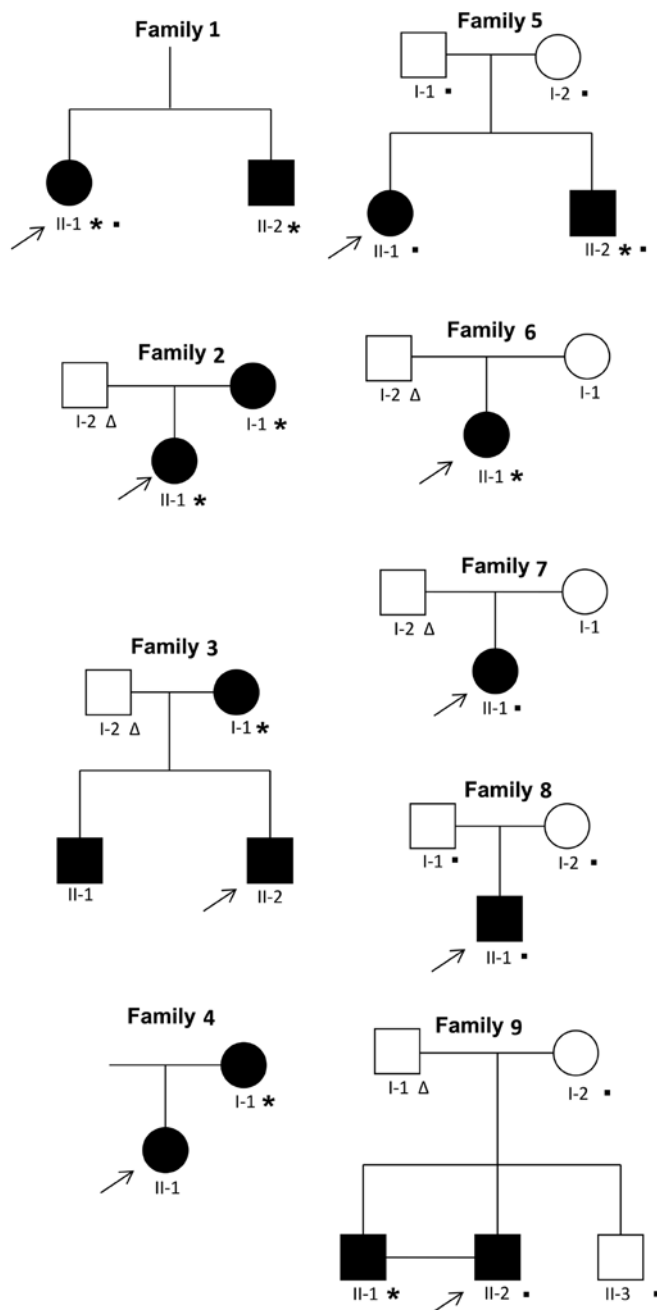 Family 1
II-1 * ▪
II-2 *
Family 2
I-2 Δ
I-1 *
II-1 *
Family 3
I-2 Δ
I-1 *
II-1
II-2
Family 4
I-1 *
II-1
Family 5
I-1 ▪
I-2 ▪
II-1 ▪
II-2 * ▪
Family 6
I-2 Δ
I-1
II-1 *
Family 7
I-2 Δ
I-1
II-1 ▪
Family 8
I-1 ▪
I-2 ▪
II-1 ▪
Family 9
I-1 Δ
I-2 ▪
II-1 *
II-2 ▪
II-3 ▪